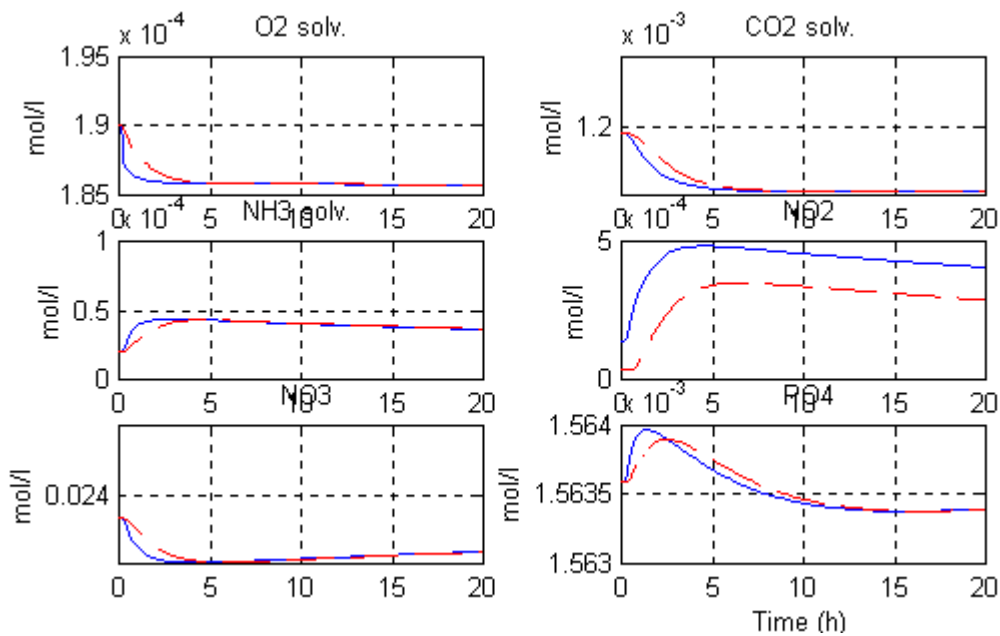 x 10^-4 O2 solv. x 10^-3 CO2 solv.
1.95
mol/l 1.9 mol/l 1.2
1.85
0 5 10 15 20 0 5 10 15 20
x 10^-4 NH3 solv. x 10^-4 NO2
1 5
mol/l 0.5 mol/l
0 0
0 5 10 15 20 0 5 10 15 20
NO3 x 10^-3 PO4
1.564
mol/l 0.024 mol/l 1.5635
1.563
0 5 10 15 20 0 5 10 15 20
Time (h)